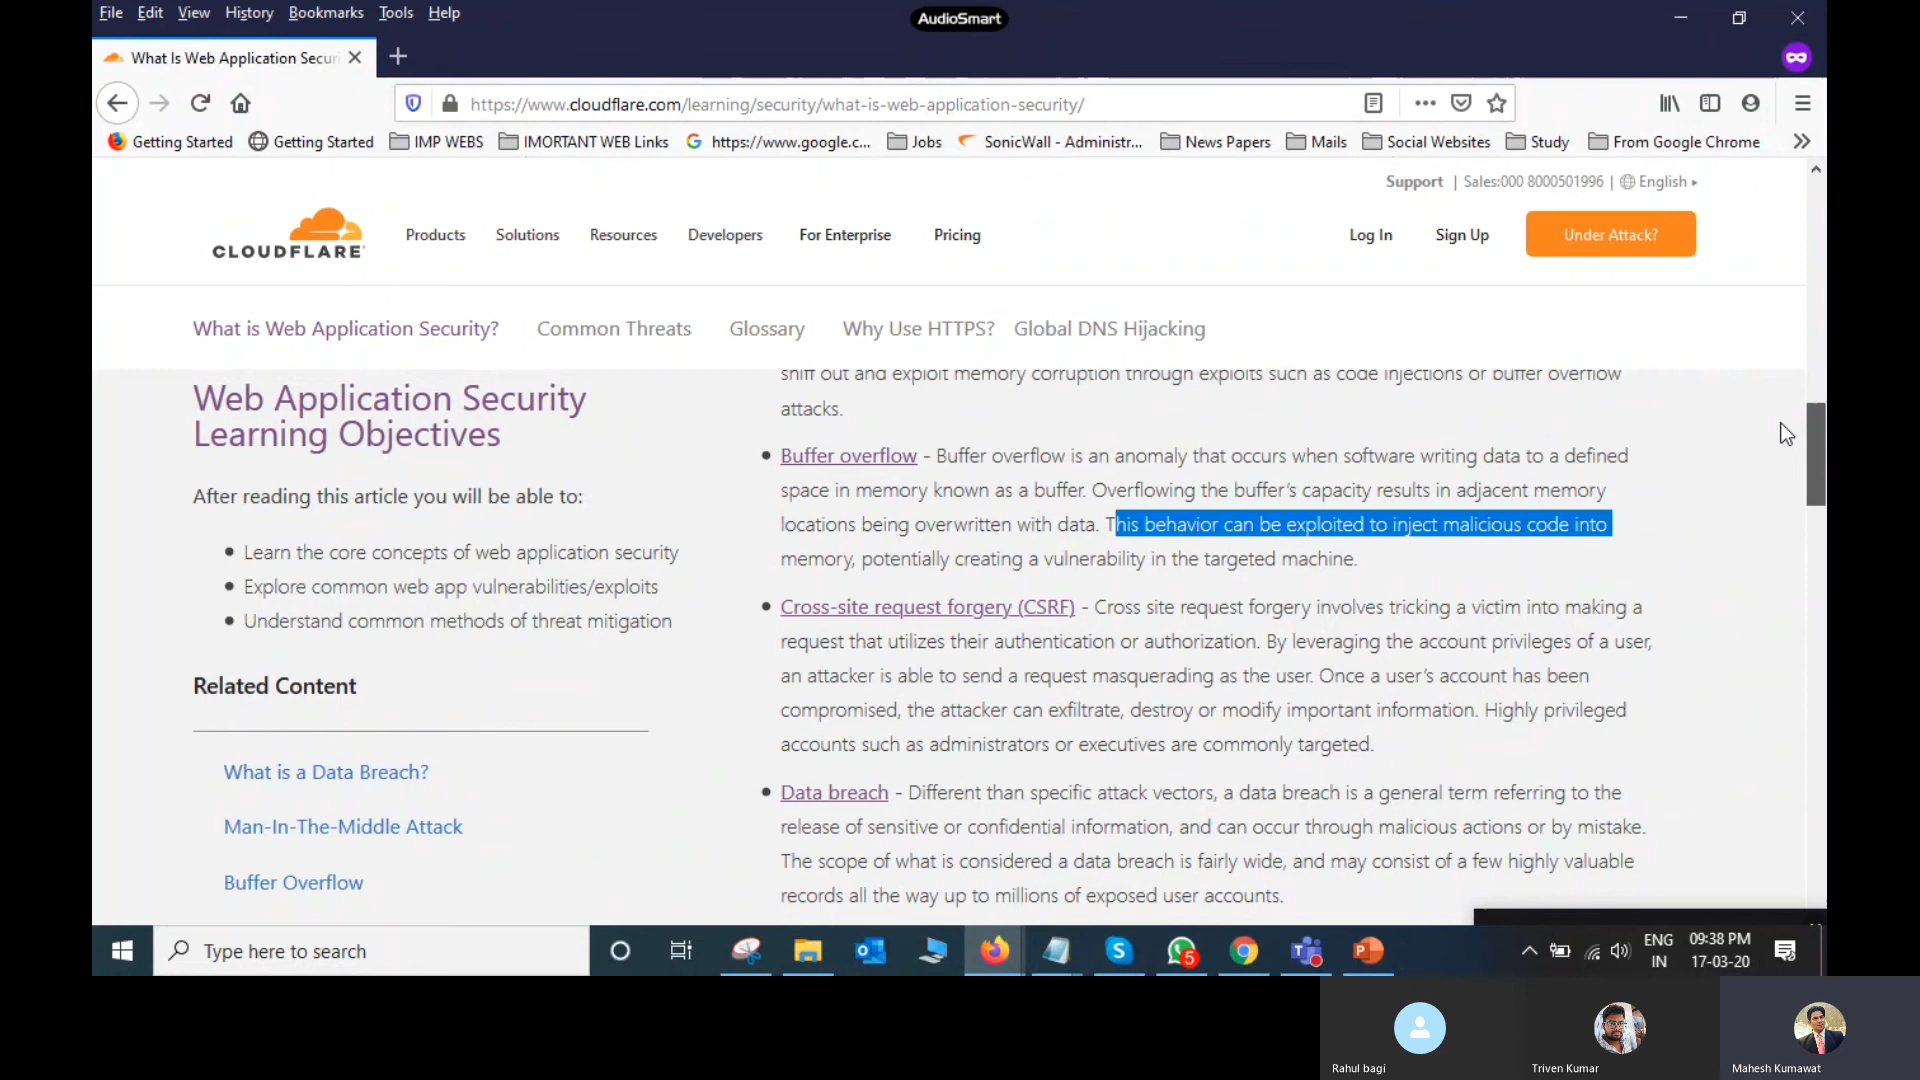 File Edit View History Bookmarks Tools Help
AudioSmart
What Is Web Application Secur
https://www.cloudflare.com/learning/security/what-is-web-application-security/
Getting Started Getting Started IMP WEBS IMORTANT WEB Links https://www.google.c... Jobs SonicWall - Administr... News Papers Mails Social Websites Study From Google Chrome
Support | Sales:000 8000501996 | English
CLOUDFLARE Products Solutions Resources Developers For Enterprise Pricing Log In Sign Up Under Attack?
What is Web Application Security? Common Threats Glossary Why Use HTTPS? Global DNS Hijacking
Web Application Security
Learning Objectives
After reading this article you will be able to:
Learn the core concepts of web application security
Explore common web app vulnerabilities/exploits
Understand common methods of threat mitigation
Related Content
What is a Data Breach?
Man-In-The-Middle Attack
Buffer Overflow
sniff out and exploit memory corruption through exploits such as code injections or buffer overflow
attacks.
Buffer overflow - Buffer overflow is an anomaly that occurs when software writing data to a defined
space in memory known as a buffer. Overflowing the buffer’s capacity results in adjacent memory
locations being overwritten with data. This behavior can be exploited to inject malicious code into
memory, potentially creating a vulnerability in the targeted machine.
Cross-site request forgery (CSRF) - Cross site request forgery involves tricking a victim into making a
request that utilizes their authentication or authorization. By leveraging the account privileges of a user,
an attacker is able to send a request masquerading as the user. Once a user’s account has been
compromised, the attacker can exfiltrate, destroy or modify important information. Highly privileged
accounts such as administrators or executives are commonly targeted.
Data breach - Different than specific attack vectors, a data breach is a general term referring to the
release of sensitive or confidential information, and can occur through malicious actions or by mistake.
The scope of what is considered a data breach is fairly wide, and may consist of a few highly valuable
records all the way up to millions of exposed user accounts.
Type here to search
5
ENG
IN
09:38 PM
17-03-20
Rahul bagi Triven Kumar Mahesh Kumawat